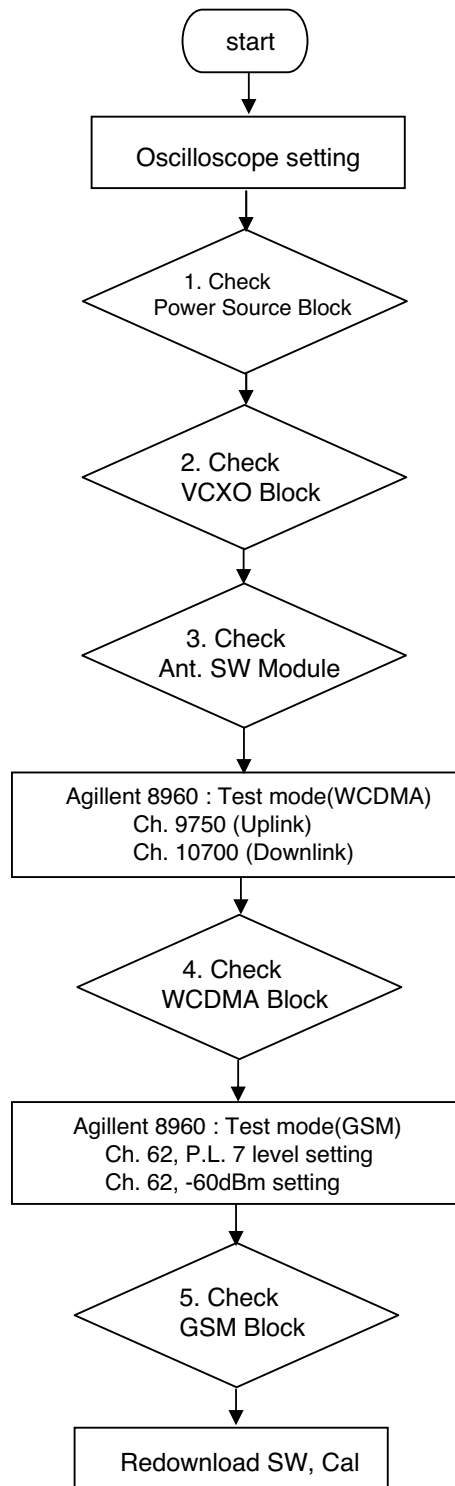 start
Oscilloscope setting
1. Check
Power Source Block
2. Check
VCXO Block
3. Check
Ant. SW Module
Agillent 8960 : Test mode(WCDMA)
Ch. 9750 (Uplink)
Ch. 10700 (Downlink)
4. Check
WCDMA Block
Agillent 8960 : Test mode(GSM)
Ch. 62, P.L. 7 level setting
Ch. 62, -60dBm setting
5. Check
GSM Block
Redownload SW, Cal